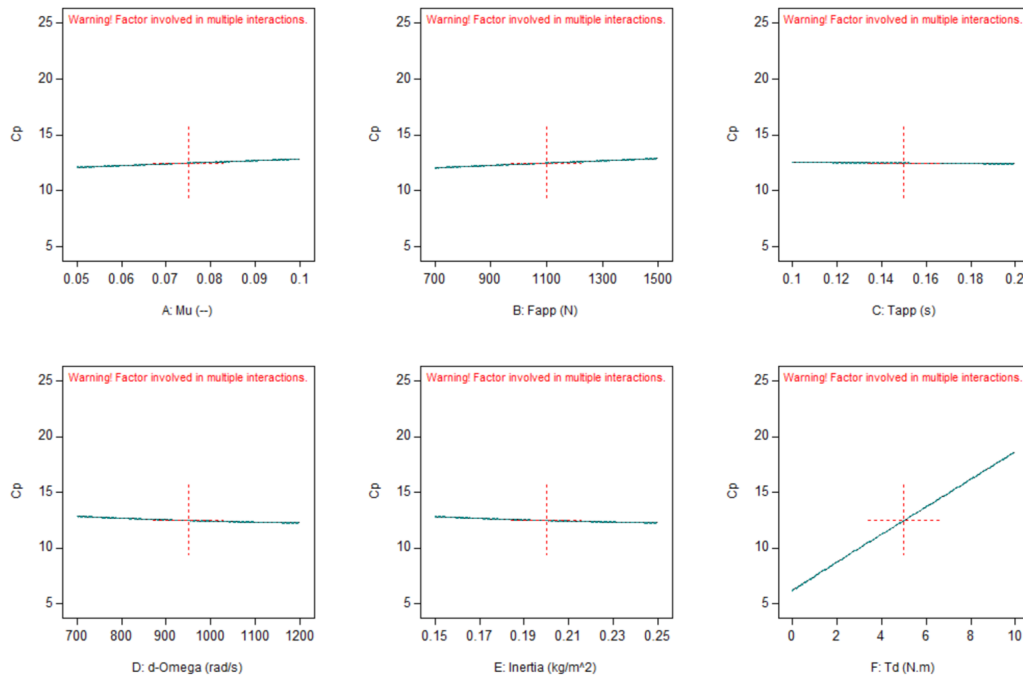 Warning! Factor involved in multiple interactions.
25
20
15
10
5
Cp
0.05 0.06 0.07 0.08 0.09 0.1
A: Mu (--)
Warning! Factor involved in multiple interactions.
25
20
15
10
5
Cp
700 900 1100 1300 1500
B: Fapp (N)
Warning! Factor involved in multiple interactions.
25
20
15
10
5
Cp
0.1 0.12 0.14 0.16 0.18 0.2
C: Tapp (s)
Warning! Factor involved in multiple interactions.
25
20
15
10
5
Cp
700 800 900 1000 1100 1200
D: d-Omega (rad/s)
Warning! Factor involved in multiple interactions.
25
20
15
10
5
Cp
0.15 0.17 0.19 0.21 0.23 0.25
E: Inertia (kg/m^2)
Warning! Factor involved in multiple interactions.
25
20
15
10
5
Cp
0 2 4 6 8 10
F: Td (N.m)